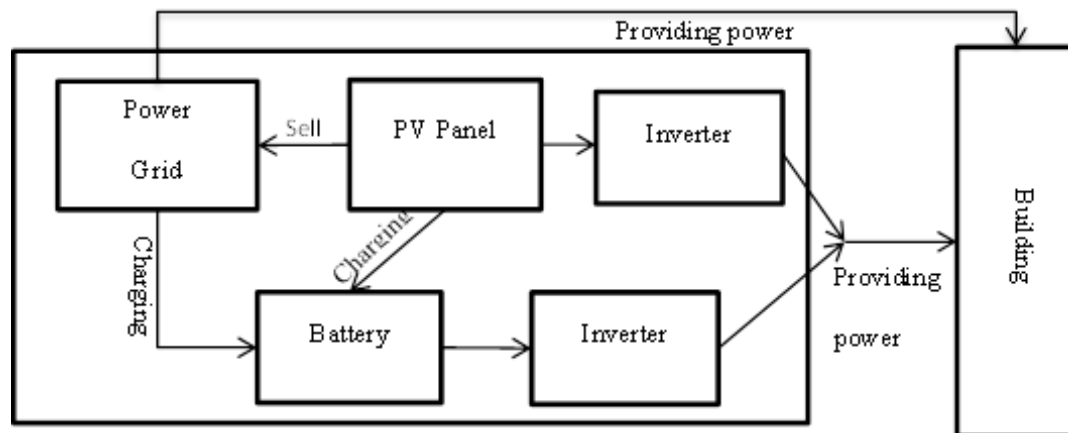 Providing power
Power
Grid
Sell
PV Panel
Inverter
Charging
Charging
Battery
Inverter
Providing
power
Building